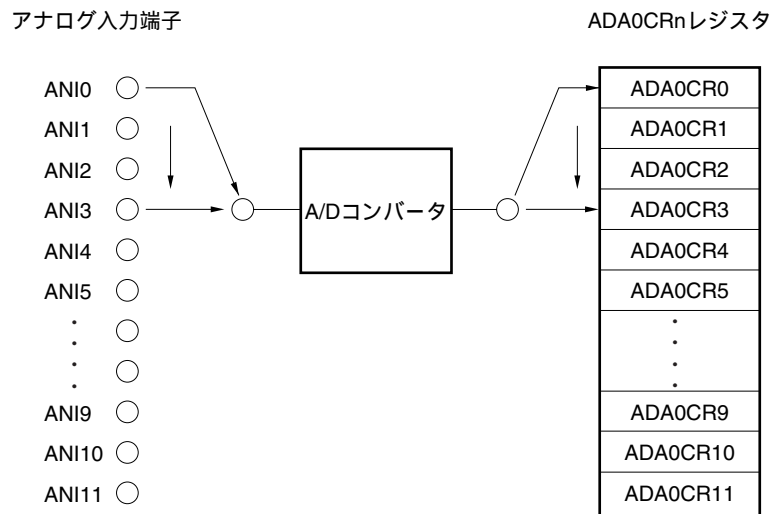 アナログ入力端子
ADA0CRnレジスタ
ANI0
ANI1
ANI2
ANI3
ANI4
ANI5
ANI9
ANI10
ANI11
A/Dコンバータ
ADA0CR0
ADA0CR1
ADA0CR2
ADA0CR3
ADA0CR4
ADA0CR5
ADA0CR9
ADA0CR10
ADA0CR11